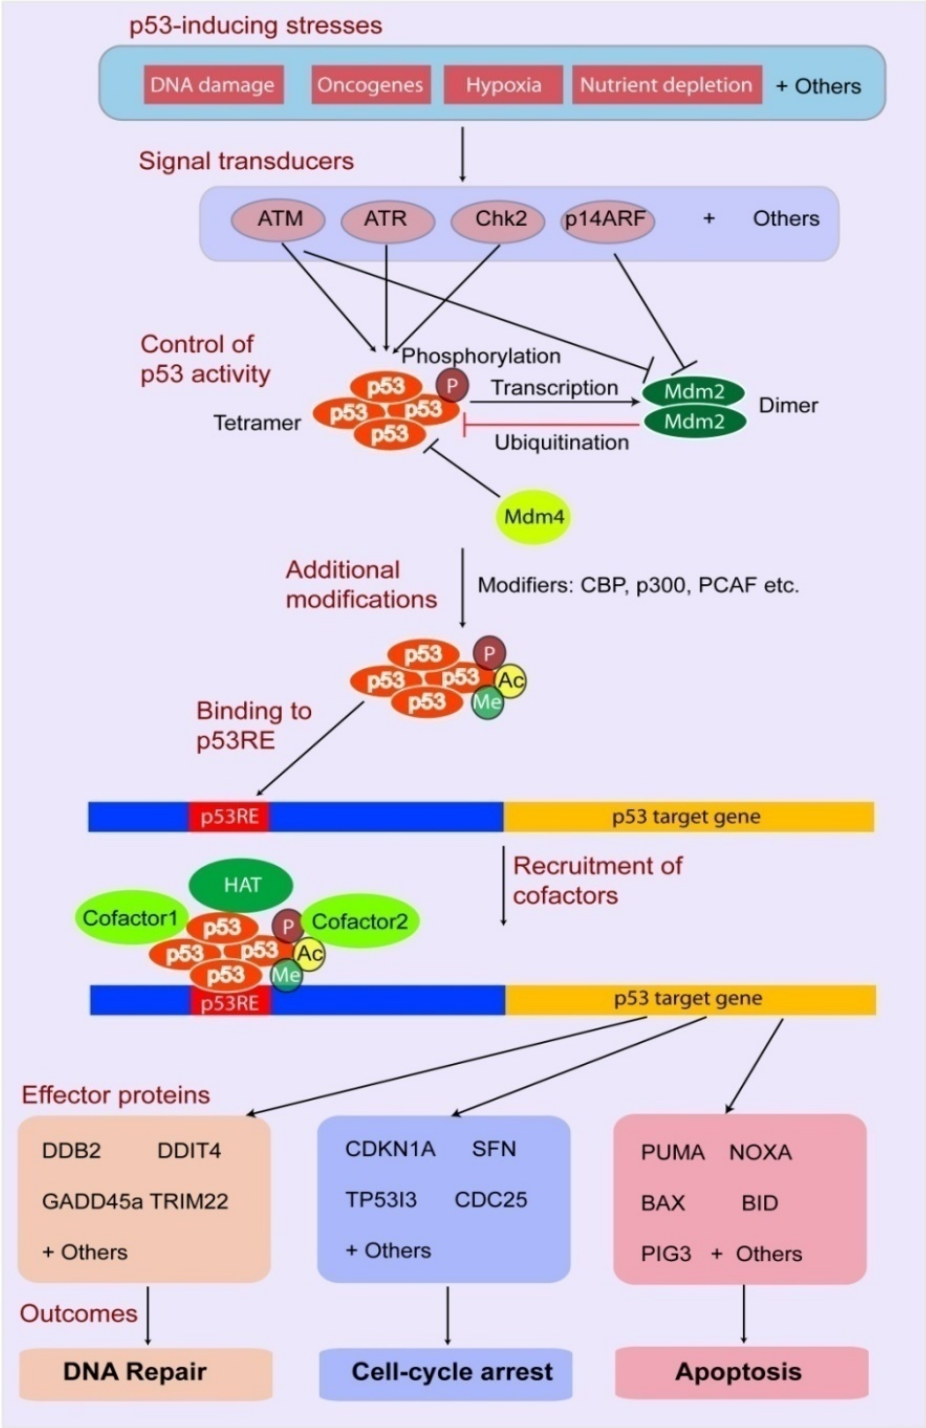 p53-inducing stresses
DNA damage Oncogenes Hypoxia Nutrient depletion + Others
Signal transducers
ATM ATR Chk2 p14ARF + Others
Control of
p53 activity
Phosphorylation
p53 P Transcription Mdm2
Tetramer p53 p53 Dimer
p53 Ubiquitination Mdm2
Mdm4
Additional
modifications
Modifiers: CBP, p300, PCAF etc.
p53 P
p53 p53 Ac
p53 Me
Binding to
p53RE
p53RE p53 target gene
Recruitment of
cofactors
HAT
Cofactor1 p53 P Cofactor2
p53 p53 Ac
p53 Me
p53RE p53 target gene
Effector proteins
DDB2 DDIT4
GADD45a TRIM22
+ Others
CDKN1A SFN
TP53I3 CDC25
+ Others
PUMA NOXA
BAX BID
PIG3 + Others
Outcomes
DNA Repair Cell-cycle arrest Apoptosis